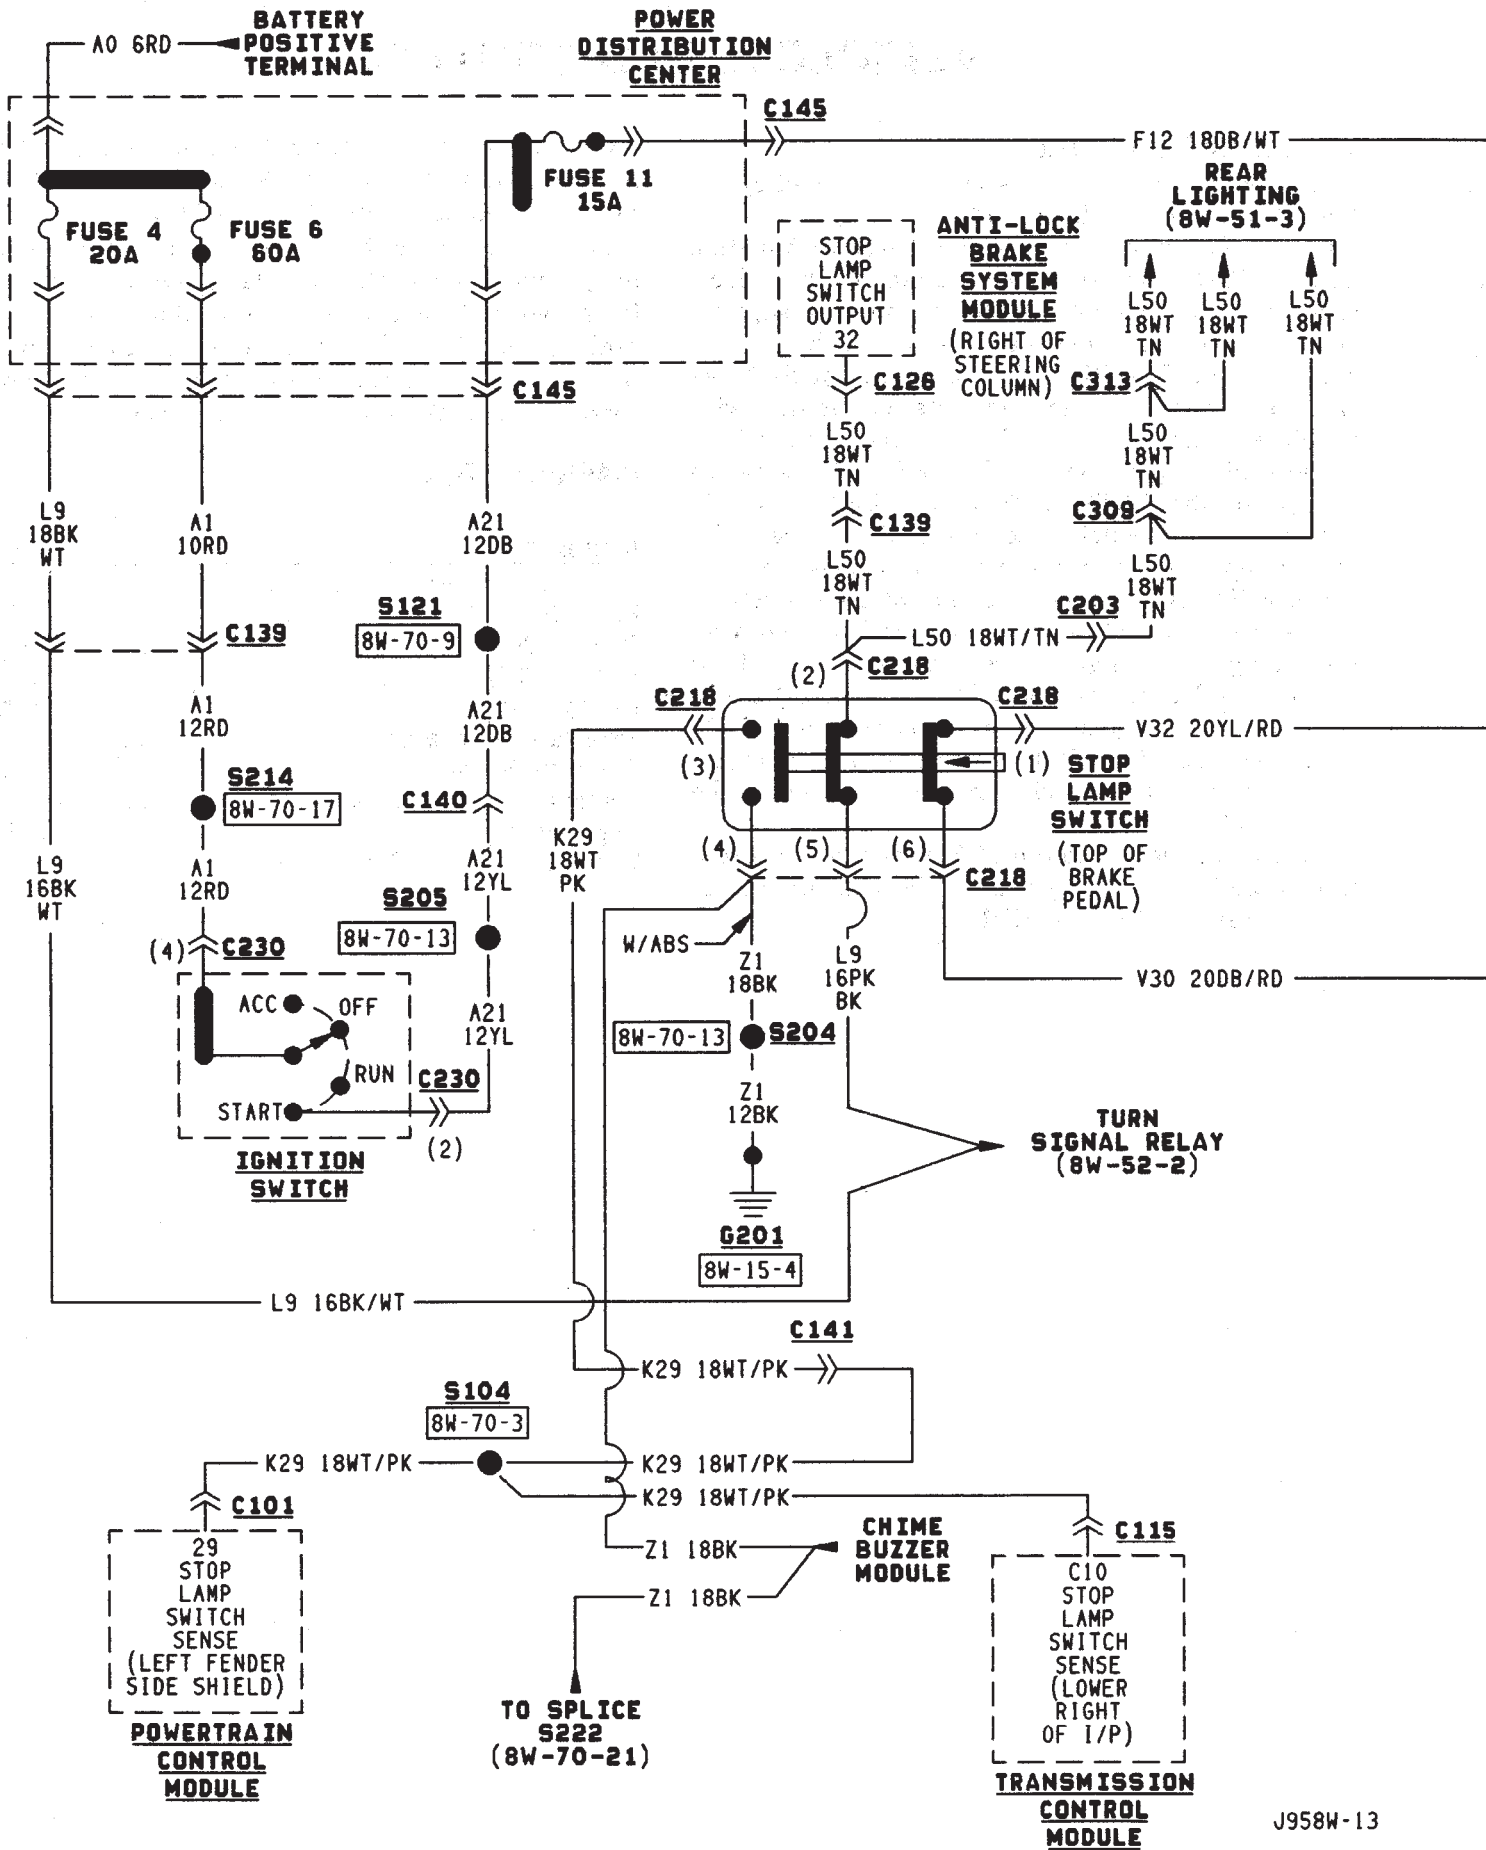 BATTERY
POSITIVE
TERMINAL
A0 6RD
POWER
DISTRIBUTION
CENTER
C145
F12 18DB/WT
FUSE 4
20A
FUSE 6
60A
FUSE 11
15A
STOP
LAMP
SWITCH
OUTPUT
32
ANTI-LOCK
BRAKE
SYSTEM
MODULE
(RIGHT OF
STEERING
COLUMN)
REAR
LIGHTING
(8W-51-3)
L50
18WT
TN
L50
18WT
TN
L50
18WT
TN
C145
C126
C313
L50
18WT
TN
L50
18WT
TN
C139
C309
L50
18WT
TN
L50
18WT
TN
C203
L50 18WT/TN
L9
18BK
WT
A1
10RD
A21
12DB
C139
S121
8W-70-9
A1
12RD
A21
12DB
S214
8W-70-17
C140
A1
12RD
A21
12YL
L9
16BK
WT
S205
8W-70-13
(4)
C230
A21
12YL
ACC
OFF
RUN
START
C230
(2)
IGNITION
SWITCH
(2)
C218
C218
(3)
C218
(1)
V32 20YL/RD
STOP
LAMP
SWITCH
(TOP OF
BRAKE
PEDAL)
(4)
(5)
(6)
C218
K29
18WT
PK
W/ABS
Z1
18BK
L9
16PK
BK
V30 20DB/RD
8W-70-13
S204
Z1
12BK
G201
8W-15-4
TURN
SIGNAL RELAY
(8W-52-2)
L9 16BK/WT
C141
K29 18WT/PK
S104
8W-70-3
K29 18WT/PK
K29 18WT/PK
K29 18WT/PK
C101
C115
Z1 18BK
Z1 18BK
CHIME
BUZZER
MODULE
29
STOP
LAMP
SWITCH
SENSE
(LEFT FENDER
SIDE SHIELD)
POWERTRAIN
CONTROL
MODULE
TO SPLICE
S222
(8W-70-21)
C10
STOP
LAMP
SWITCH
SENSE
(LOWER
RIGHT
OF I/P)
TRANSMISSION
CONTROL
MODULE
J958W-13